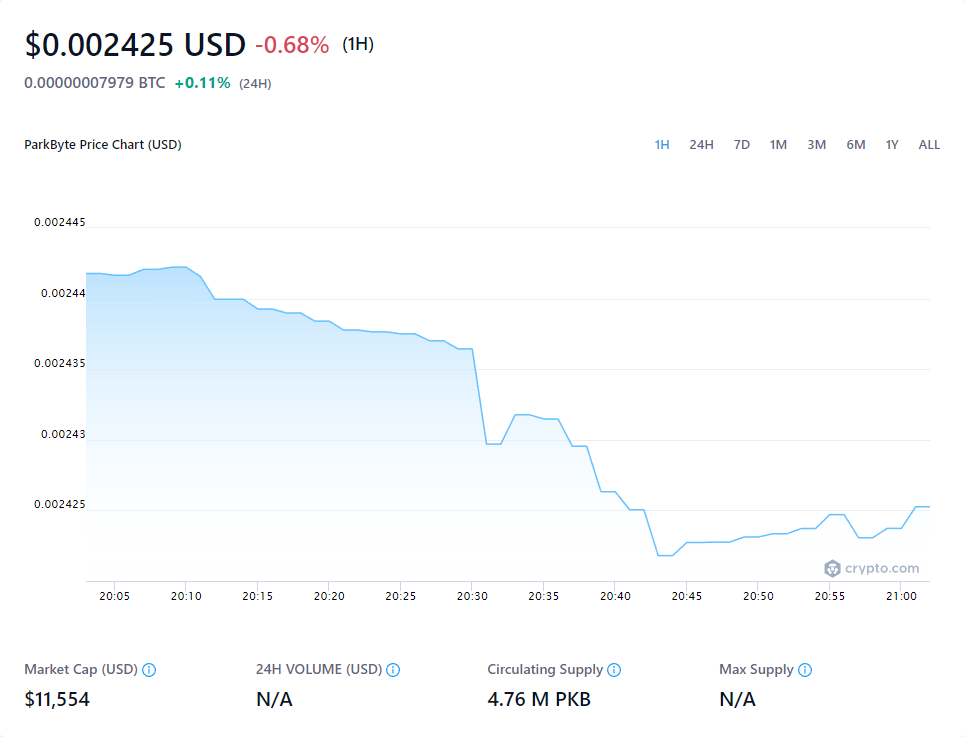 $0.002425 USD -0.68% (1H)
0.00000007979 BTC +0.11% (24H)
ParkByte Price Chart (USD) 1H 24H 7D 1M 3M 6M 1Y ALL
0.002445
0.00244
0.002435
0.00243
0.002425
crypto.com
20:05 20:10 20:15 20:20 20:25 20:30 20:35 20:40 20:45 20:50 20:55 21:00
Market Cap (USD) 24H VOLUME (USD) Circulating Supply Max Supply
$11,554 N/A 4.76 M PKB N/A